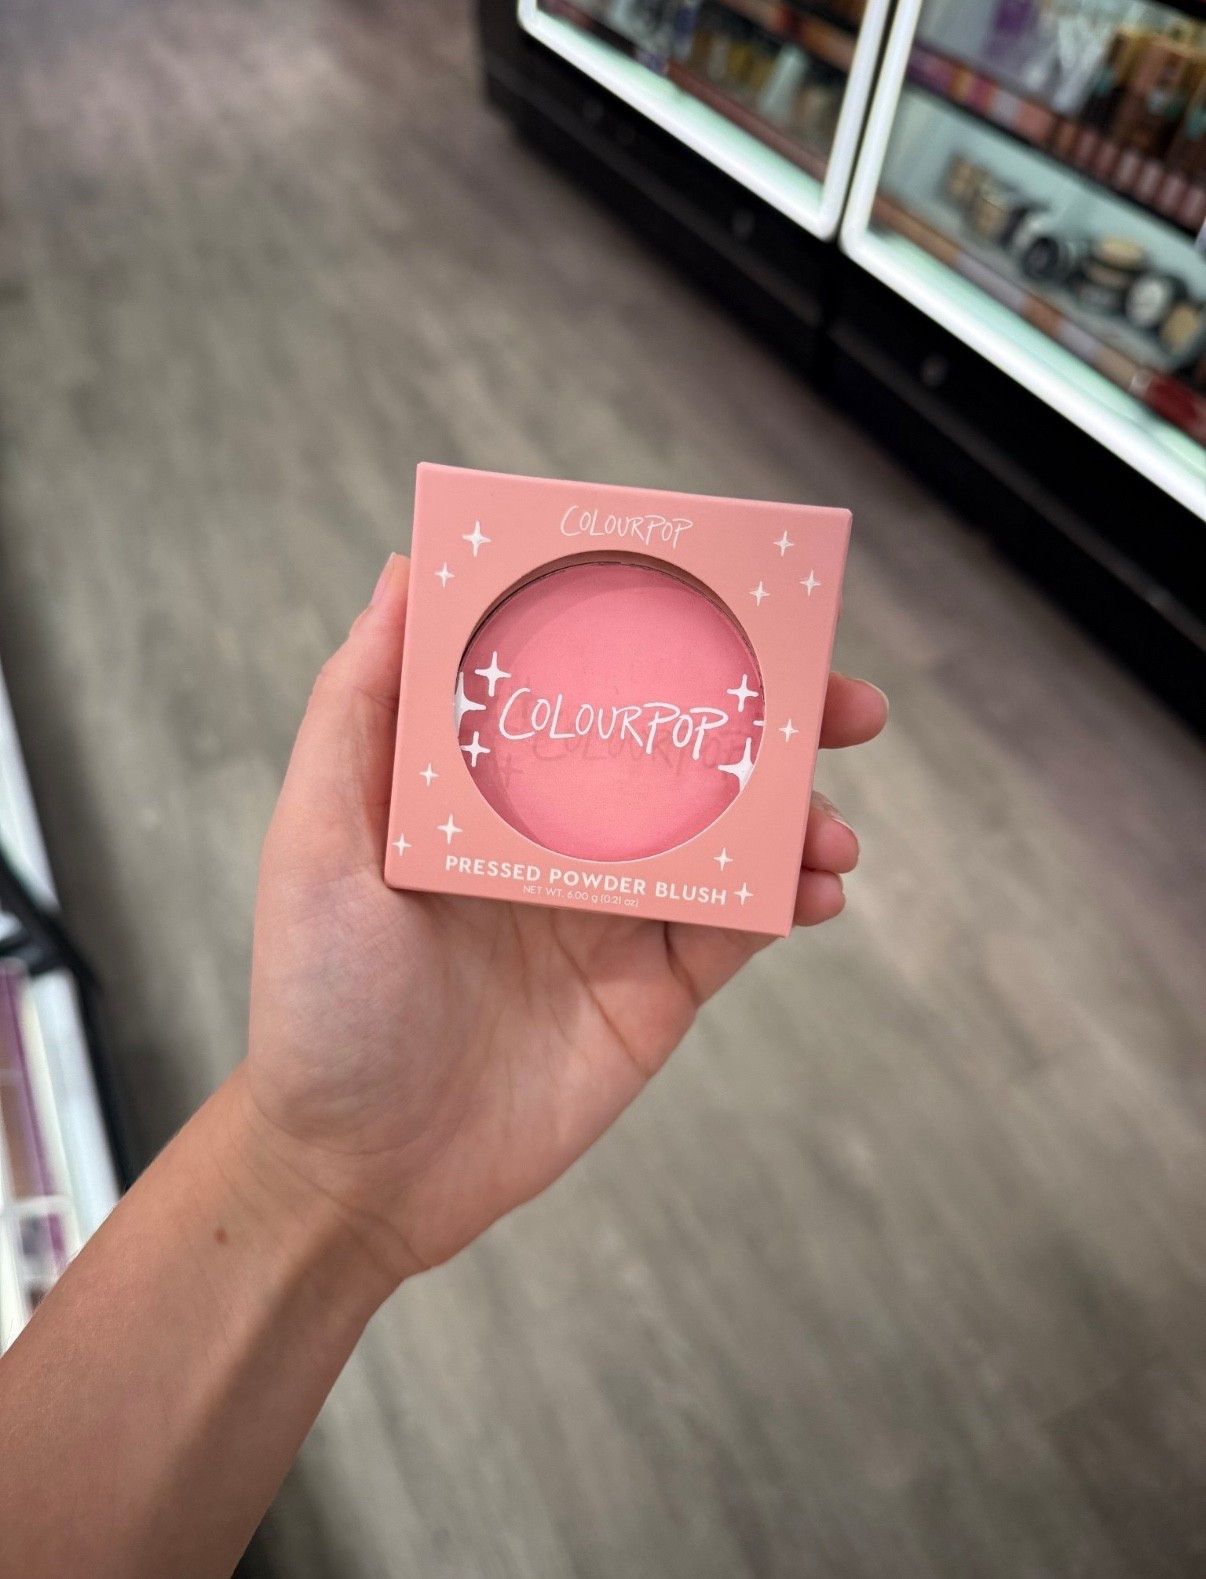 COLOURPOP
COLOURPOP
PRESSED POWDER BLUSH
NET WT. 6.00 g (0.21 oz)